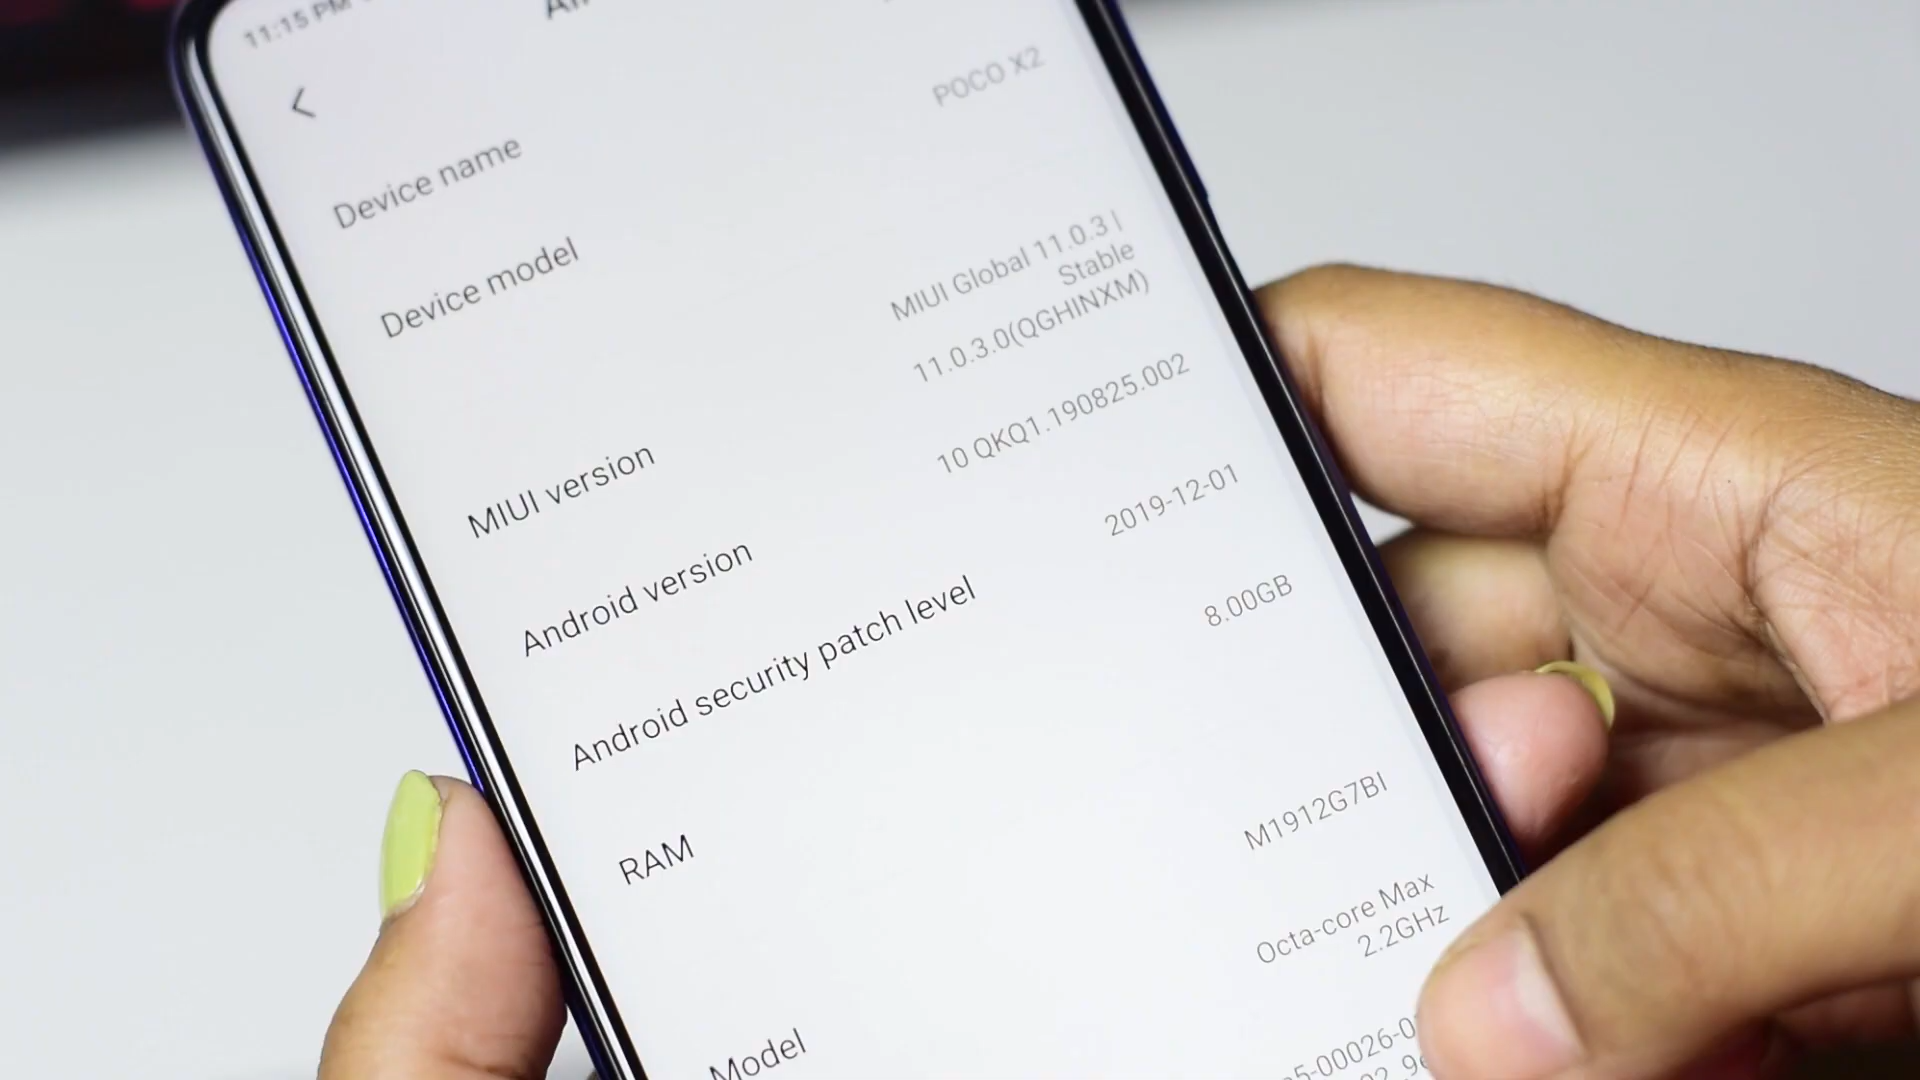 11:15 PM
Device name
POCO X2
Device model
MIUI Global 11.0.3 |
Stable
11.0.3.0(QGHINXM)
MIUI version
10 QKQ1.190825.002
Android version
2019-12-01
Android security patch level
8.00GB
RAM
M1912G7BI
Model
Octa-core Max
2.2GHz